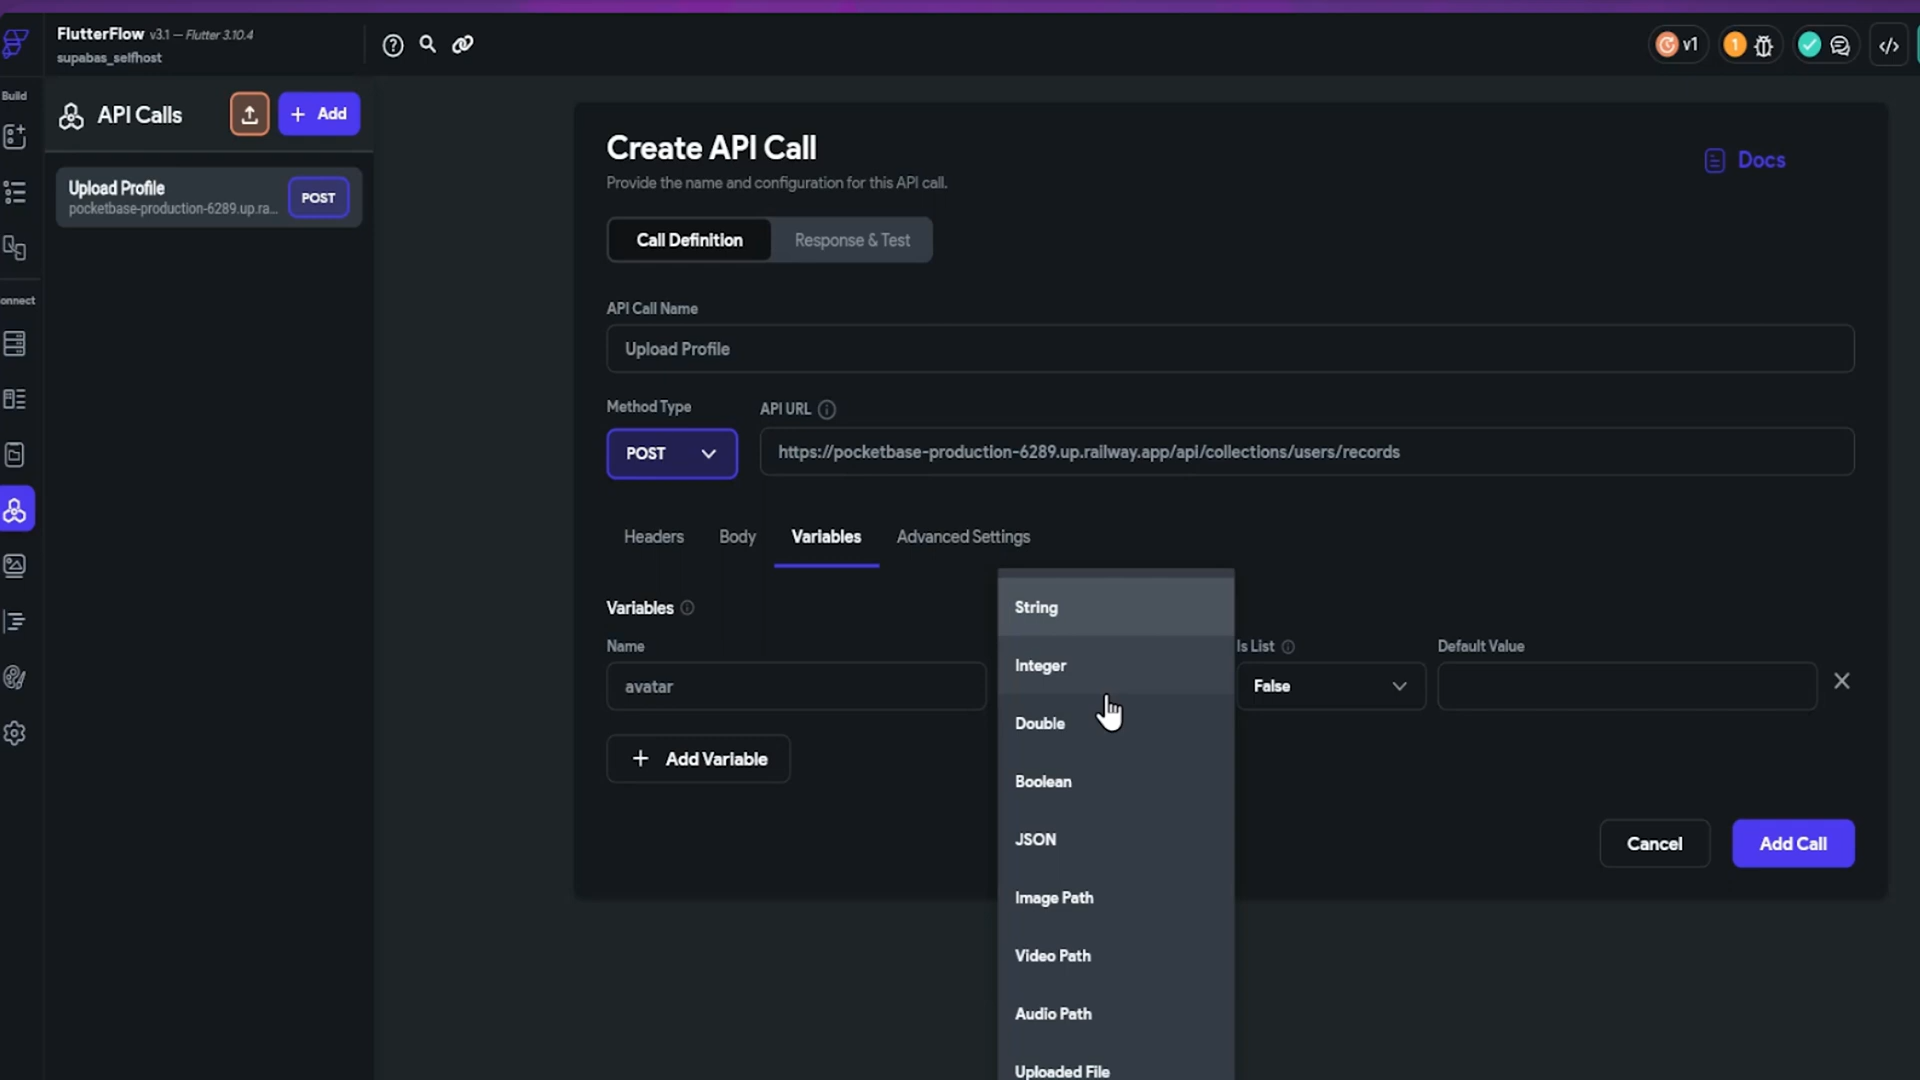 FlutterFlow v3.1 — Flutter 3.10.4
supabas_selfhost
v1
1
Build
API Calls
Add
Upload Profile
pocketbase-production-6289.up.ra...
POST
onnect
Create API Call
Provide the name and configuration for this API call.
Docs
Call Definition
Response & Test
API Call Name
Upload Profile
Method Type
API URL
POST
https://pocketbase-production-6289.up.railway.app/api/collections/users/records
Headers
Body
Variables
Advanced Settings
Variables
Name
Is List
Default Value
avatar
False
Add Variable
String
Integer
Double
Boolean
JSON
Image Path
Video Path
Audio Path
Uploaded File
Cancel
Add Call